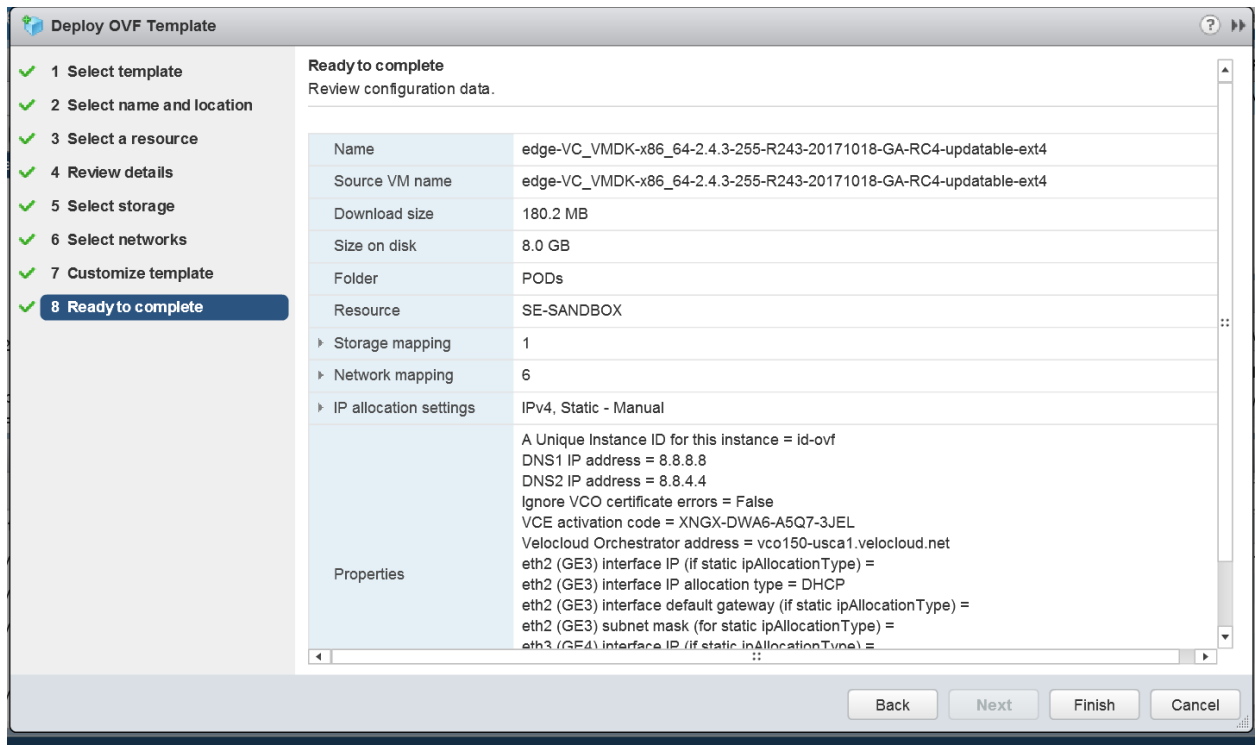 Deploy OVF Template
?
1 Select template
2 Select name and location
3 Select a resource
4 Review details
5 Select storage
6 Select networks
7 Customize template
8 Ready to complete
Ready to complete
Review configuration data.
Name edge-VC_VMDK-x86_64-2.4.3-255-R243-20171018-GA-RC4-updatable-ext4
Source VM name edge-VC_VMDK-x86_64-2.4.3-255-R243-20171018-GA-RC4-updatable-ext4
Download size 180.2 MB
Size on disk 8.0 GB
Folder PODs
Resource SE-SANDBOX
Storage mapping 1
Network mapping 6
IP allocation settings IPv4, Static - Manual
Properties
A Unique Instance ID for this instance = id-ovf
DNS1 IP address = 8.8.8.8
DNS2 IP address = 8.8.4.4
Ignore VCO certificate errors = False
VCE activation code = XNGX-DWA6-A5Q7-3JEL
Velocloud Orchestrator address = vco150-usca1.velocloud.net
eth2 (GE3) interface IP (if static ipAllocationType) =
eth2 (GE3) interface IP allocation type = DHCP
eth2 (GE3) interface default gateway (if static ipAllocationType) =
eth2 (GE3) subnet mask (for static ipAllocationType) =
eth3 (GE4) interface IP (if static ipAllocationType) =
Back Next Finish Cancel